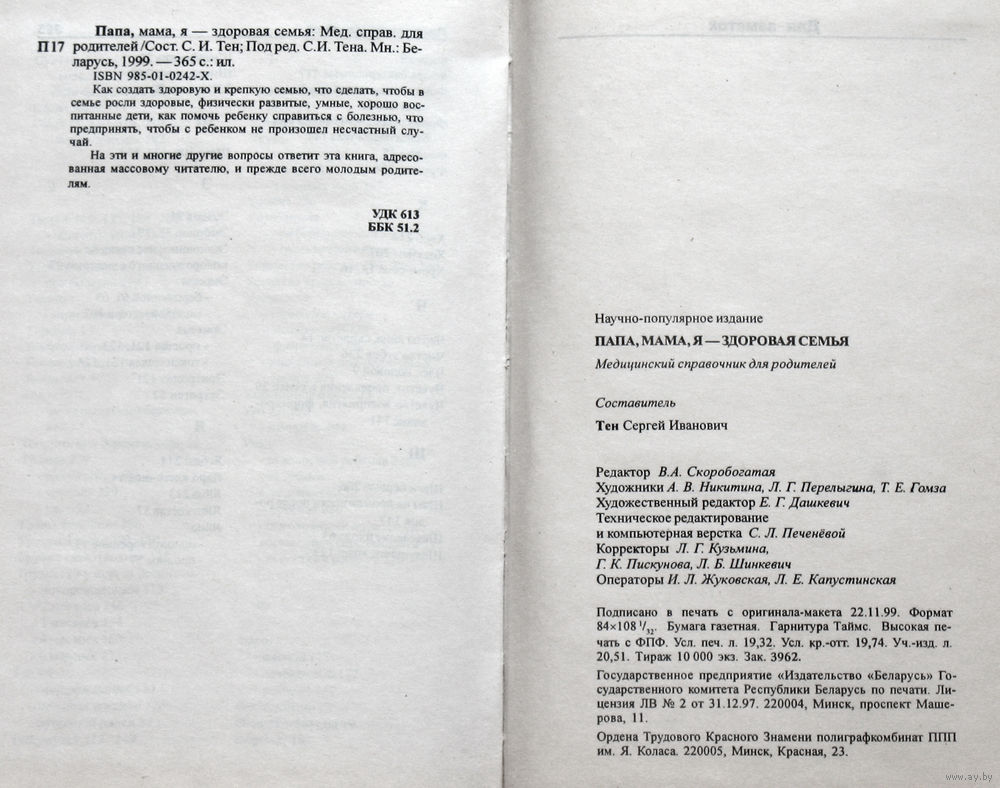 Папа, мама, я — здоровая семья: Мед. справ. для
П17 родителей /Сост. С. И. Тен; Под ред. С.И. Тена. Мн.: Бе-
ларусь, 1999. — 365 с.: ил.
ISBN 985-01-0242-X.
Как создать здоровую и крепкую семью, что сделать, чтобы в
семье росли здоровые, физически развитые, умные, хорошо вос-
питанные дети, как помочь ребенку справиться с болезнью, что
предпринять, чтобы с ребенком не произошел несчастный слу-
чай.
На эти и многие другие вопросы ответит эта книга, адресо-
ванная массовому читателю, и прежде всего молодым родите-
лям.
УДК 613
ББК 51.2
Научно-популярное издание
ПАПА, МАМА, Я — ЗДОРОВАЯ СЕМЬЯ
Медицинский справочник для родителей
Составитель
Тен Сергей Иванович
Редактор В.А. Скоробогатая
Художники А. В. Никитина, Л. Г. Перелыгина, Т. Е. Гомза
Художественный редактор Е. Г. Дашкевич
Техническое редактирование
и компьютерная верстка С. Л. Печенёвой
Корректоры Л. Г. Кузьмина,
Г. К. Пискунова, Л. Б. Шинкевич
Операторы И. Л. Жуковская, Л. Е. Капустинская
Подписано в печать с оригинала-макета 22.11.99. Формат
84×108 1/32. Бумага газетная. Гарнитура Таймс. Высокая пе-
чать с ФПФ. Усл. печ. л. 19,32. Усл. кр.-отт. 19,74. Уч.-изд. л.
20,51. Тираж 10 000 экз. Зак. 3962.
Государственное предприятие «Издательство «Беларусь» Го-
сударственного комитета Республики Беларусь по печати. Ли-
цензия ЛВ № 2 от 31.12.97. 220004, Минск, проспект Маше-
рова, 11.
Ордена Трудового Красного Знамени полиграфкомбинат ППП
им. Я. Коласа. 220005, Минск, Красная, 23.
www.ay.by